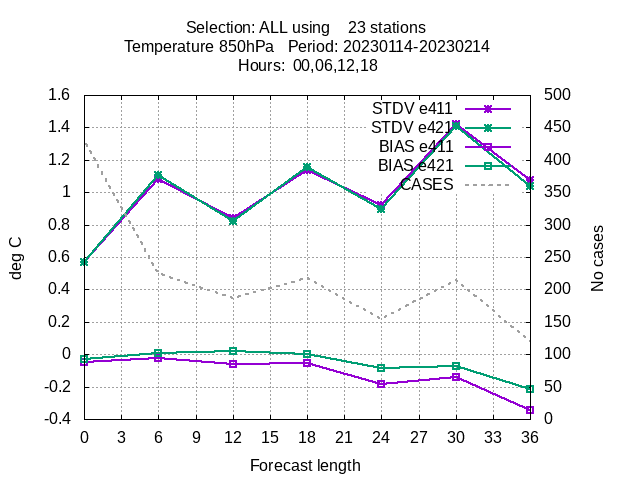 Selection: ALL using    23 stations
Temperature 850hPa   Period: 20230114-20230214
Hours:  00,06,12,18
1.6 500
STDV e411
1.4 450
STDV e421
BIAS e411
1.2 400
BIAS e421
CASES
1 350
0.8 300
0.6 250
0.4 200
0.2 150
0 100
-0.2 50
-0.4 0
deg C
No cases
0 3 6 9 12 15 18 21 24 27 30 33 36
Forecast length